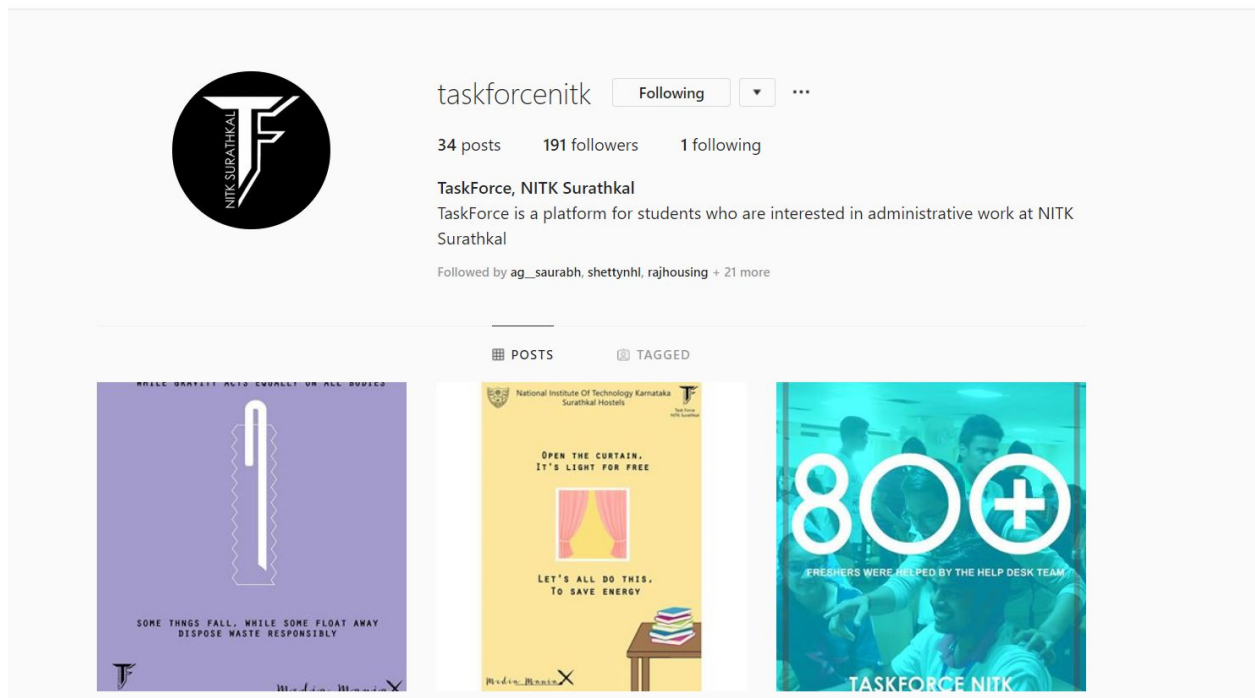 NITK SURATHKAL
taskforcenitk Following ...
34 posts 191 followers 1 following
TaskForce, NITK Surathkal
TaskForce is a platform for students who are interested in administrative work at NITK
Surathkal
Followed by ag__saurabh, shettynhl, rajhousing + 21 more
POSTS TAGGED
WHILE GRAVITY ACTS EQUALLY ON ALL BODIES
SOME THNGS FALL, WHILE SOME FLOAT AWAY
DISPOSE WASTE RESPONSIBLY
TF
Media Mania X
National Institute Of Technology Karnataka
Surathkal Hostels
Task Force
NITK Surathkal
OPEN THE CURTAIN,
IT'S LIGHT FOR FREE
LET'S ALL DO THIS,
TO SAVE ENERGY
Media Mania X
800+
FRESHERS WERE HELPED BY THE HELP DESK TEAM
TASKFORCE NITK